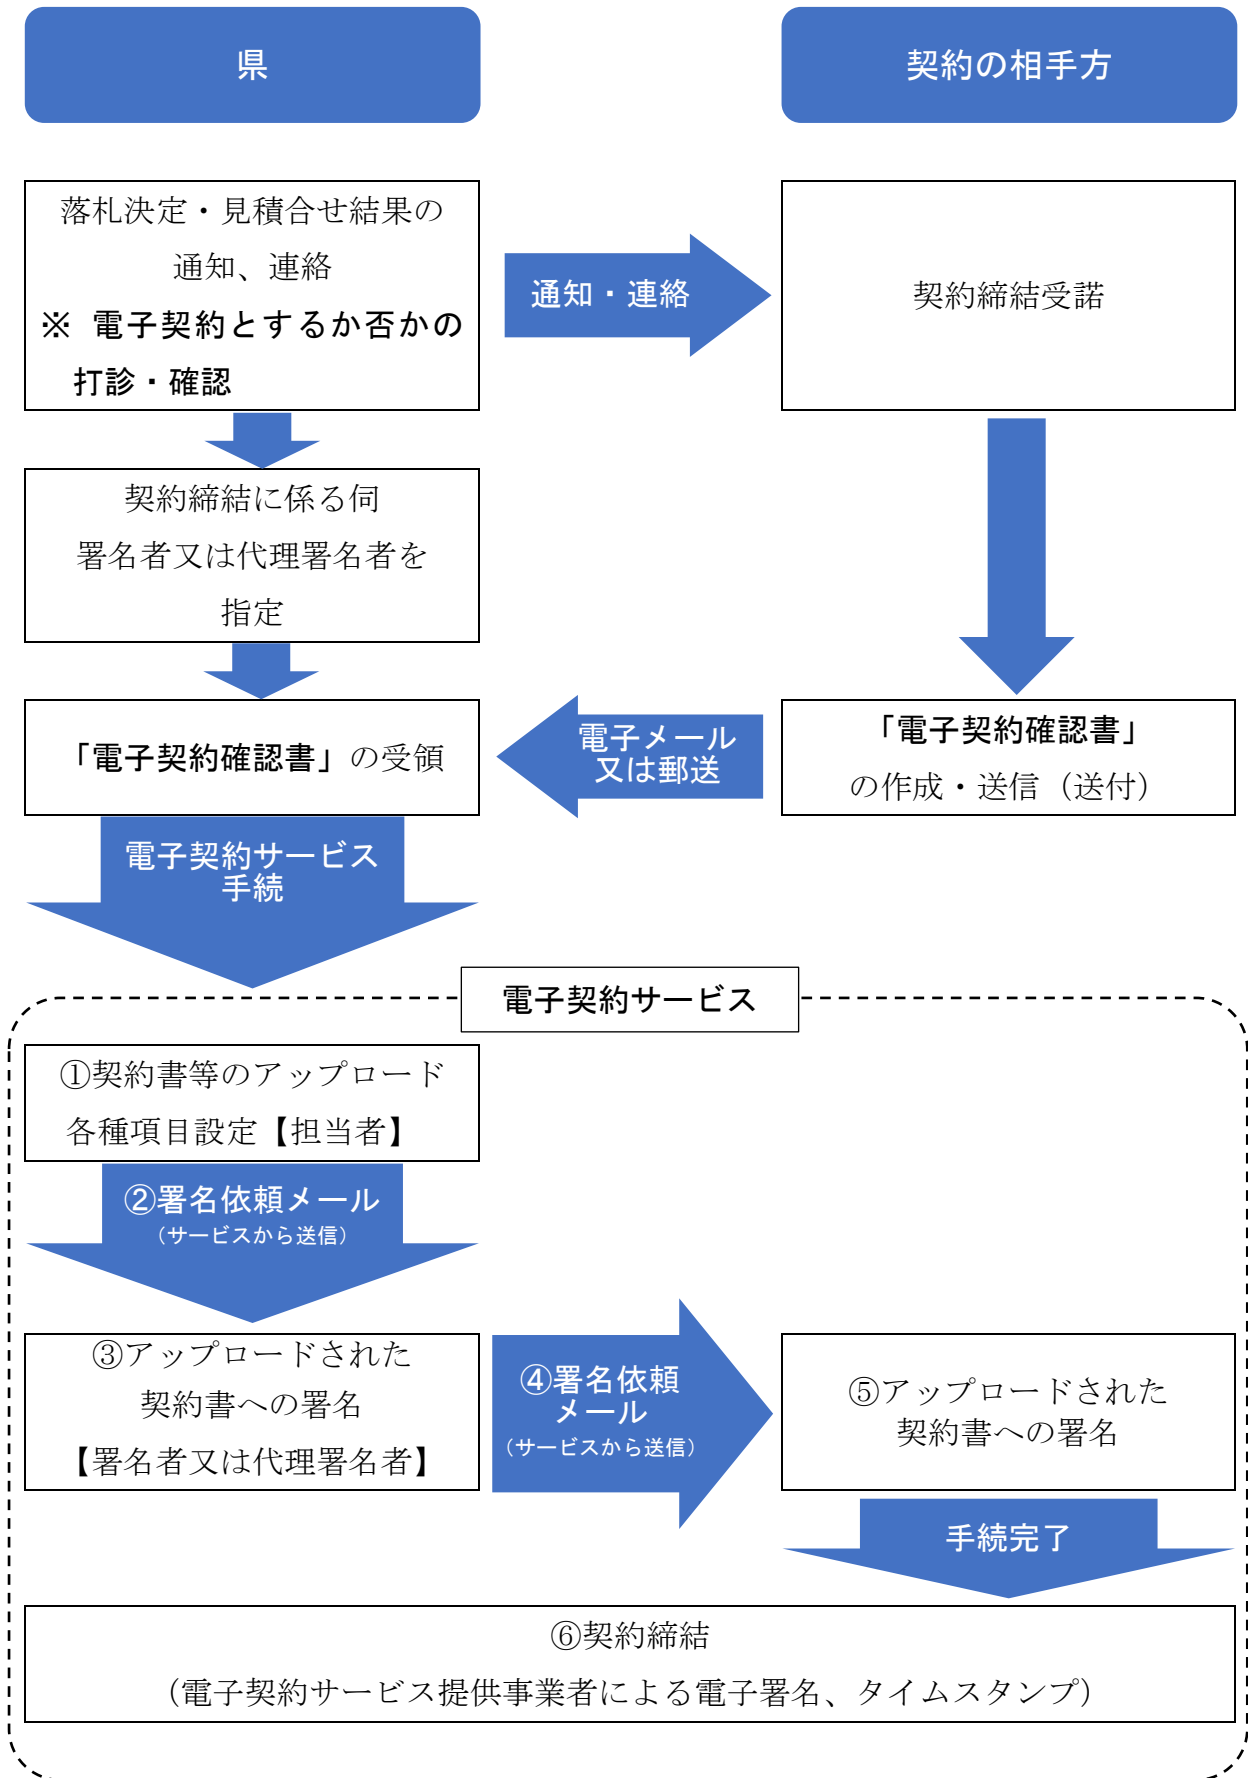 県
契約の相手方
落札決定・見積合せ結果の
通知、連絡
※ 電子契約とするか否かの
打診・確認
通知・連絡
契約締結受諾
契約締結に係る伺
署名者又は代理署名者を
指定
「電子契約確認書」の受領
電子メール
又は郵送
「電子契約確認書」
の作成・送信（送付）
電子契約サービス
手続
電子契約サービス
①契約書等のアップロード
各種項目設定【担当者】
②署名依頼メール
（サービスから送信）
③アップロードされた
契約書への署名
【署名者又は代理署名者】
④署名依頼
メール
（サービスから送信）
⑤アップロードされた
契約書への署名
手続完了
⑥契約締結
（電子契約サービス提供事業者による電子署名、タイムスタンプ）